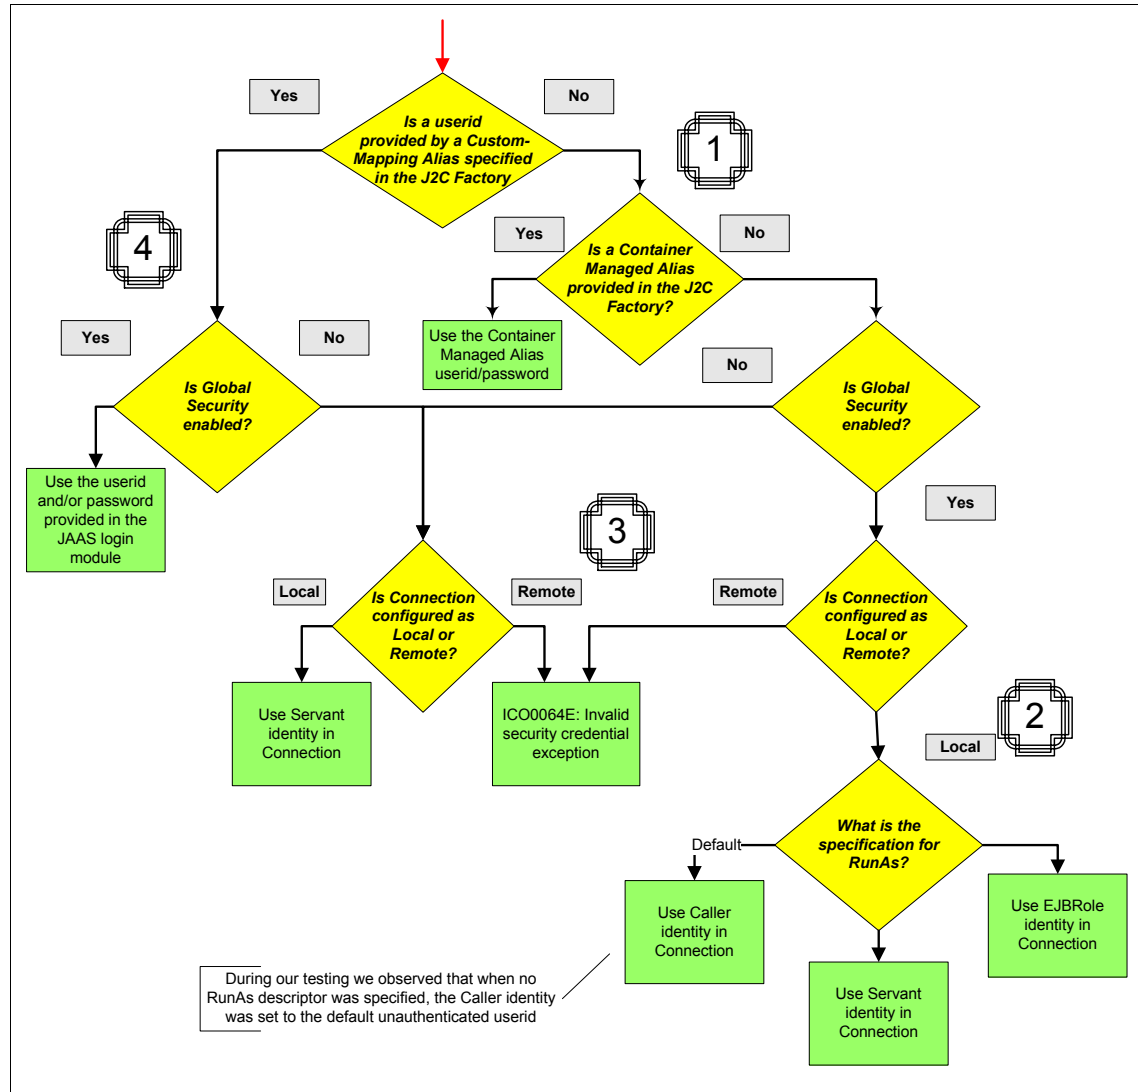 Yes
No
Is a userid
provided by a Custom-
Mapping Alias specified
in the J2C Factory
1
4
Yes
No
Is a Container
Managed Alias
provided in the J2C
Factory?
Yes
No
Use the Container
Managed Alias
userid/password
No
Is Global
Security
enabled?
Is Global
Security
enabled?
Use the userid
and/or password
provided in the
JAAS login
module
3
Yes
Local
Is Connection
configured as
Local or
Remote?
Remote
Remote
Is Connection
configured as
Local or
Remote?
Use Servant
identity in
Connection
ICO0064E: Invalid
security credential
exception
2
Local
What is the
specification for
RunAs?
Default
Use Caller
identity in
Connection
Use EJBRole
identity in
Connection
Use Servant
identity in
Connection
During our testing we observed that when no
RunAs descriptor was specified, the Caller identity
was set to the default unauthenticated userid